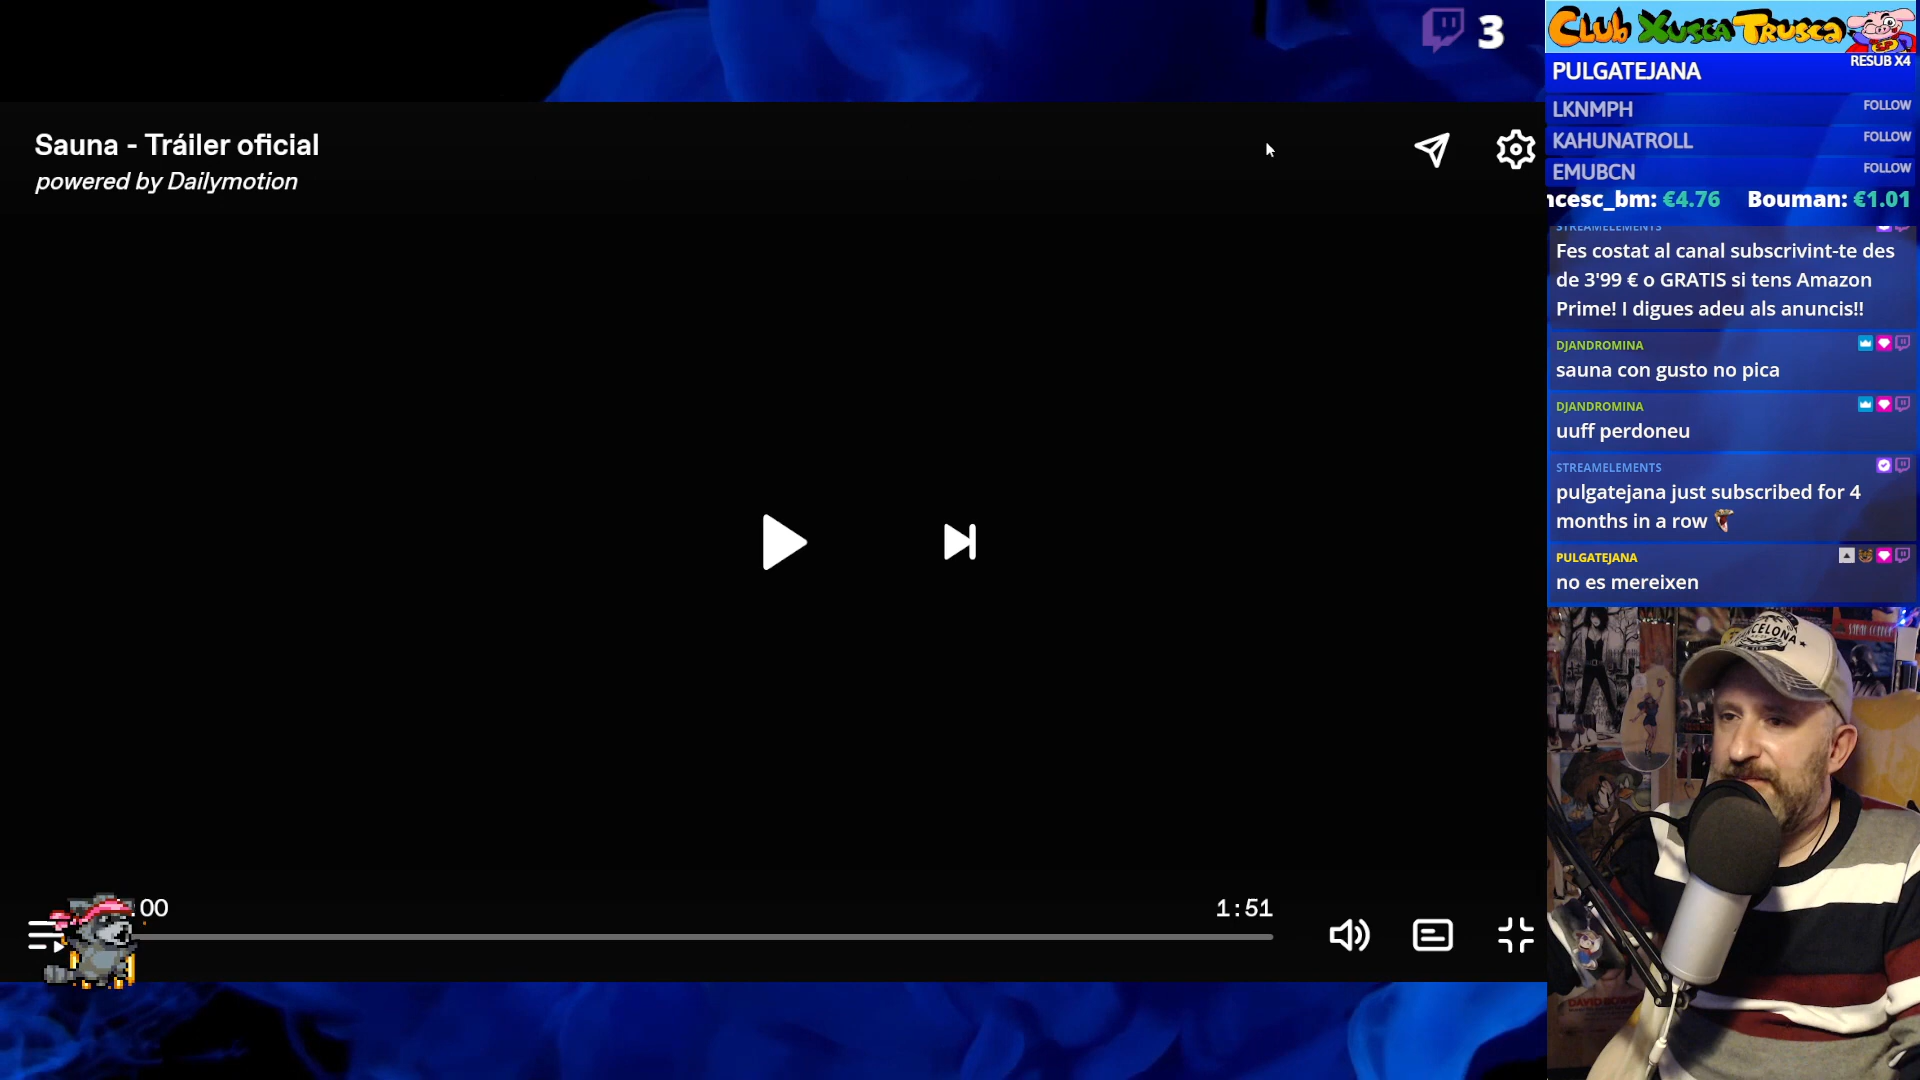 3
Club Xusca Trusca
PULGATEJANA RESUB X4
LKNMPH FOLLOW
KAHUNATROLL FOLLOW
EMUBCN FOLLOW
ncesc_bm: €4.76 Bouman: €1.01
Sauna - Tráiler oficial
powered by Dailymotion
STREAMELEMENTS
Fes costat al canal subscrivint-te des
de 3'99 € o GRATIS si tens Amazon
Prime! I digues adeu als anuncis!!
DJANDROMINA
sauna con gusto no pica
DJANDROMINA
uuff perdoneu
STREAMELEMENTS
pulgatejana just subscribed for 4
months in a row
PULGATEJANA
no es mereixen
:00
1:51